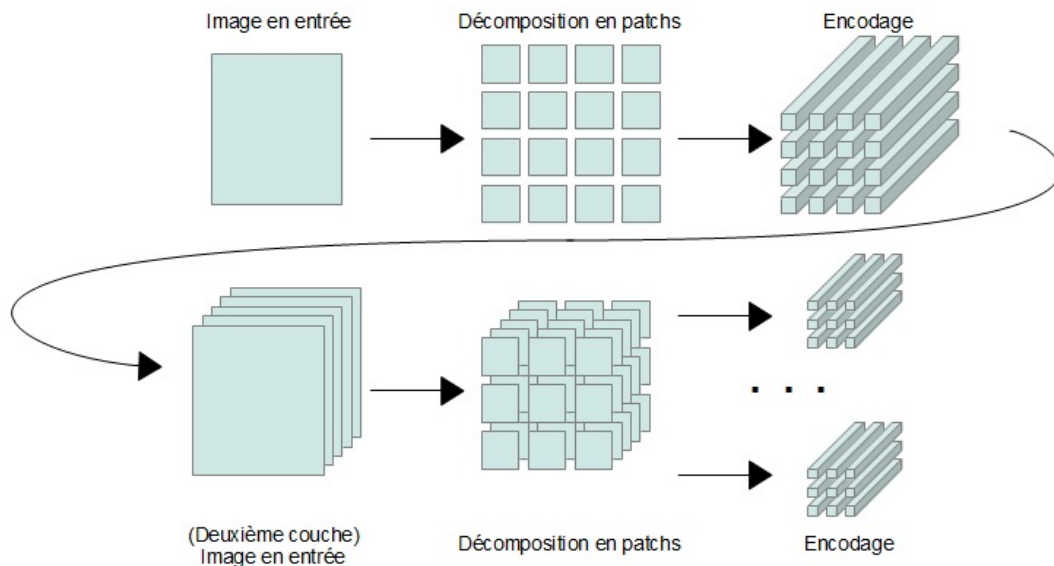 Image en entrée
Décomposition en patchs
Encodage
. . .
(Deuxième couche)
Image en entrée
Décomposition en patchs
Encodage